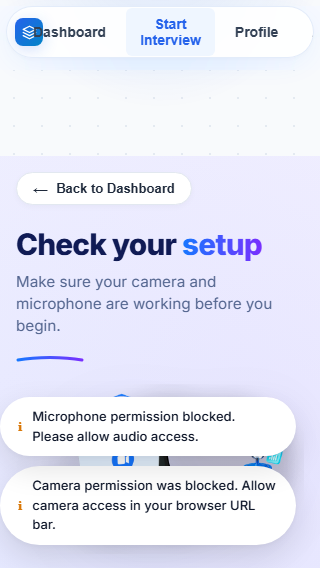 Dashboard
Start
Interview
Profile
← Back to Dashboard
Check your setup
Make sure your camera and
microphone are working before you
begin.
Microphone permission blocked.
Please allow audio access.
Camera permission was blocked. Allow
camera access in your browser URL
bar.